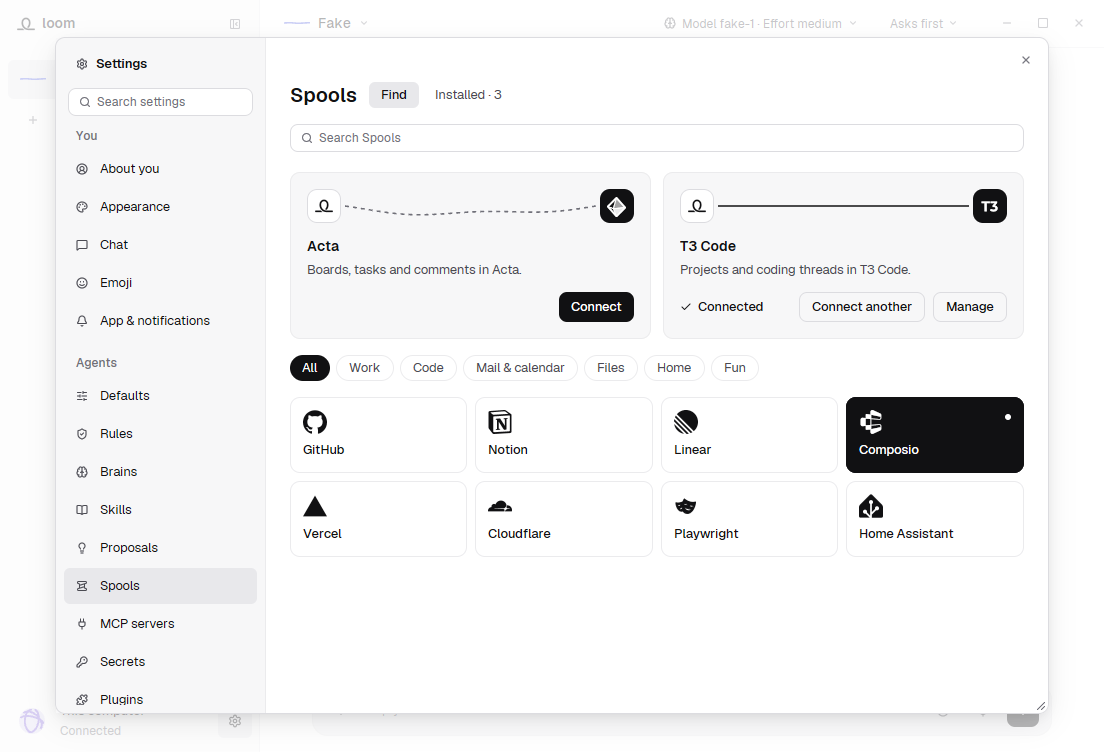 loom
Fake
Model fake-1 · Effort medium
Asks first
Settings
Search settings
You
About you
Appearance
Chat
Emoji
App & notifications
Agents
Defaults
Rules
Brains
Skills
Proposals
Spools
MCP servers
Secrets
Plugins
Connected
Spools
Find
Installed · 3
Search Spools
Acta
Boards, tasks and comments in Acta.
Connect
T3
T3 Code
Projects and coding threads in T3 Code.
Connected
Connect another
Manage
All
Work
Code
Mail & calendar
Files
Home
Fun
GitHub
Notion
Linear
Composio
Vercel
Cloudflare
Playwright
Home Assistant